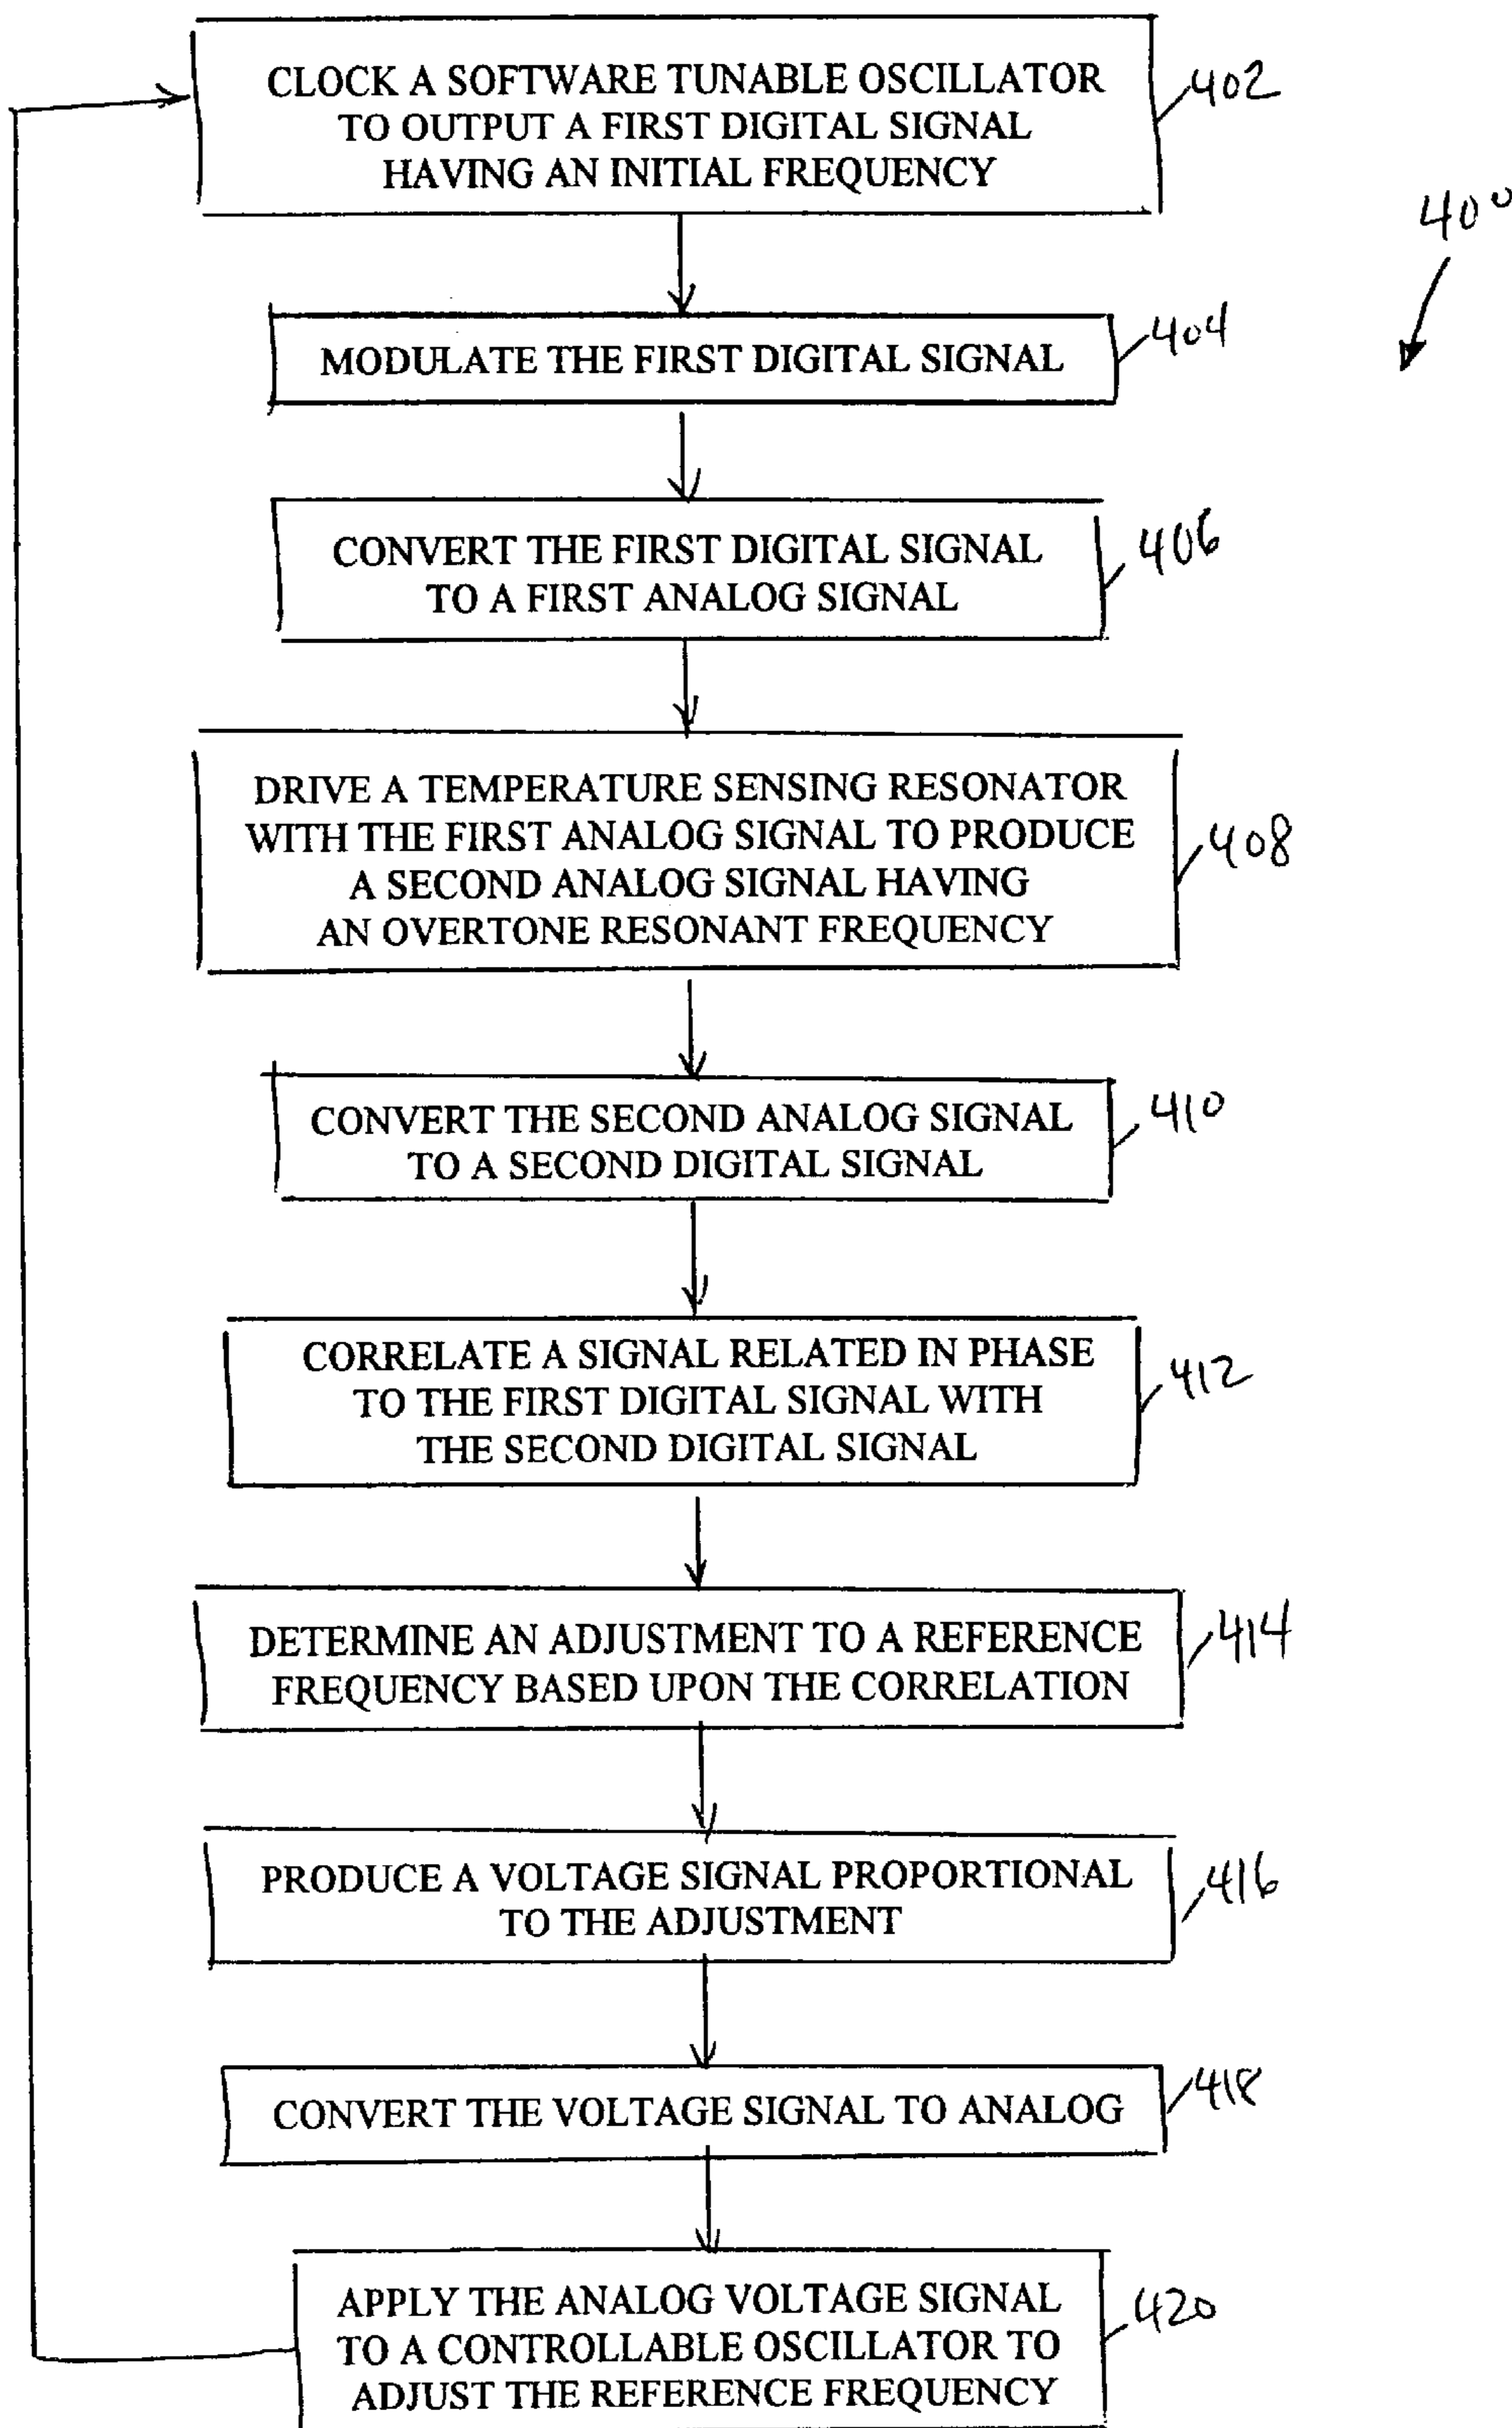 CLOCK A SOFTWARE TUNABLE OSCILLATOR
TO OUTPUT A FIRST DIGITAL SIGNAL
HAVING AN INITIAL FREQUENCY
402
400
MODULATE THE FIRST DIGITAL SIGNAL
404
CONVERT THE FIRST DIGITAL SIGNAL
TO A FIRST ANALOG SIGNAL
406
DRIVE A TEMPERATURE SENSING RESONATOR
WITH THE FIRST ANALOG SIGNAL TO PRODUCE
A SECOND ANALOG SIGNAL HAVING
AN OVERTONE RESONANT FREQUENCY
408
CONVERT THE SECOND ANALOG SIGNAL
TO A SECOND DIGITAL SIGNAL
410
CORRELATE A SIGNAL RELATED IN PHASE
TO THE FIRST DIGITAL SIGNAL WITH
THE SECOND DIGITAL SIGNAL
412
DETERMINE AN ADJUSTMENT TO A REFERENCE
FREQUENCY BASED UPON THE CORRELATION
414
PRODUCE A VOLTAGE SIGNAL PROPORTIONAL
TO THE ADJUSTMENT
416
CONVERT THE VOLTAGE SIGNAL TO ANALOG
418
APPLY THE ANALOG VOLTAGE SIGNAL
TO A CONTROLLABLE OSCILLATOR TO
ADJUST THE REFERENCE FREQUENCY
420